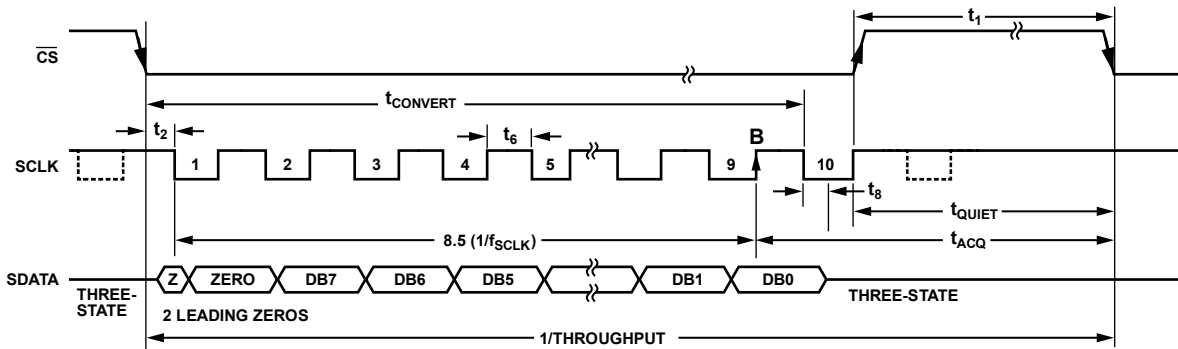 t1
CS
tCONVERT
t2
t6
B
SCLK
1 2 3 4 5 9 10
t8
tQUIET
8.5 (1/fSCLK)
tACQ
SDATA
Z ZERO DB7 DB6 DB5 DB1 DB0
THREE-
STATE
THREE-STATE
2 LEADING ZEROS
1/THROUGHPUT